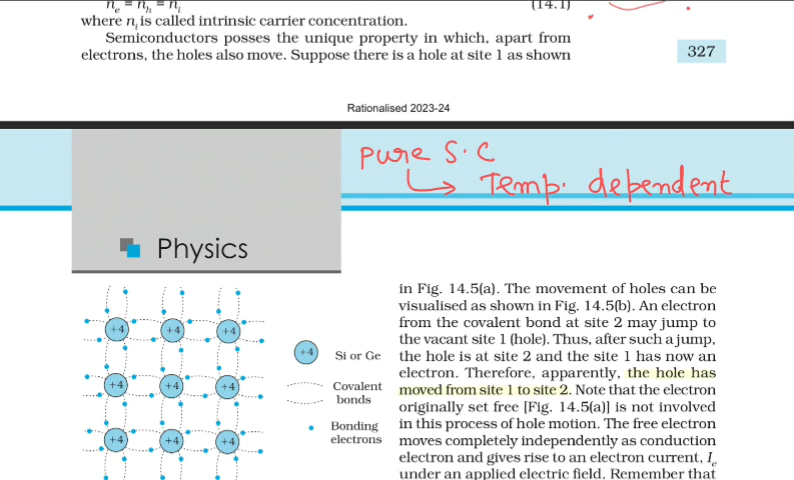 nₑ = nₕ = nᵢ (14.1)
where nᵢ is called intrinsic carrier concentration.
Semiconductors posses the unique property in which, apart from
electrons, the holes also move. Suppose there is a hole at site 1 as shown
327
Rationalised 2023-24
Pure S.C
Temp. dependent
Physics
in Fig. 14.5(a). The movement of holes can be
visualised as shown in Fig. 14.5(b). An electron
from the covalent bond at site 2 may jump to
the vacant site 1 (hole). Thus, after such a jump,
the hole is at site 2 and the site 1 has now an
electron. Therefore, apparently, the hole has
moved from site 1 to site 2. Note that the electron
originally set free [Fig. 14.5(a)] is not involved
in this process of hole motion. The free electron
moves completely independently as conduction
electron and gives rise to an electron current, Iₑ
under an applied electric field. Remember that
+4 +4 +4
+4 +4 +4
+4 +4 +4
+4 Si or Ge
Covalent
bonds
Bonding
electrons